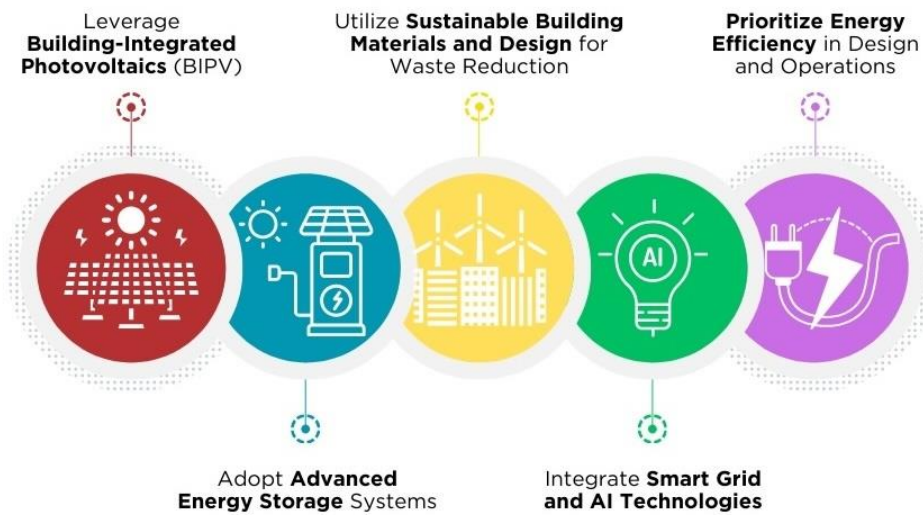 Leverage
Building-Integrated
Photovoltaics (BIPV)
Utilize Sustainable Building
Materials and Design for
Waste Reduction
Prioritize Energy
Efficiency in Design
and Operations
AI
Adopt Advanced
Energy Storage Systems
Integrate Smart Grid
and AI Technologies